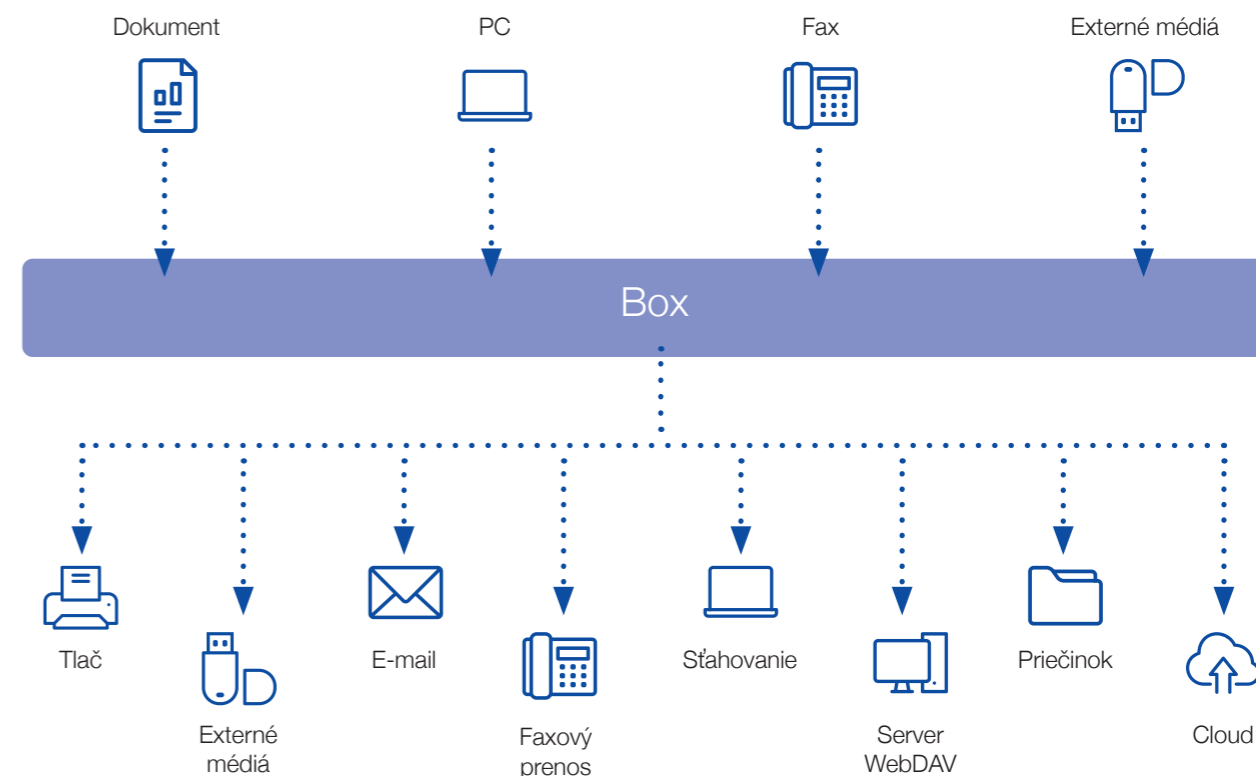 Dokument
PC
Fax
Externé médiá
Box
Tlač
E-mail
Sťahovanie
Priečinok
Externé
médiá
Faxový
prenos
Server
WebDAV
Cloud